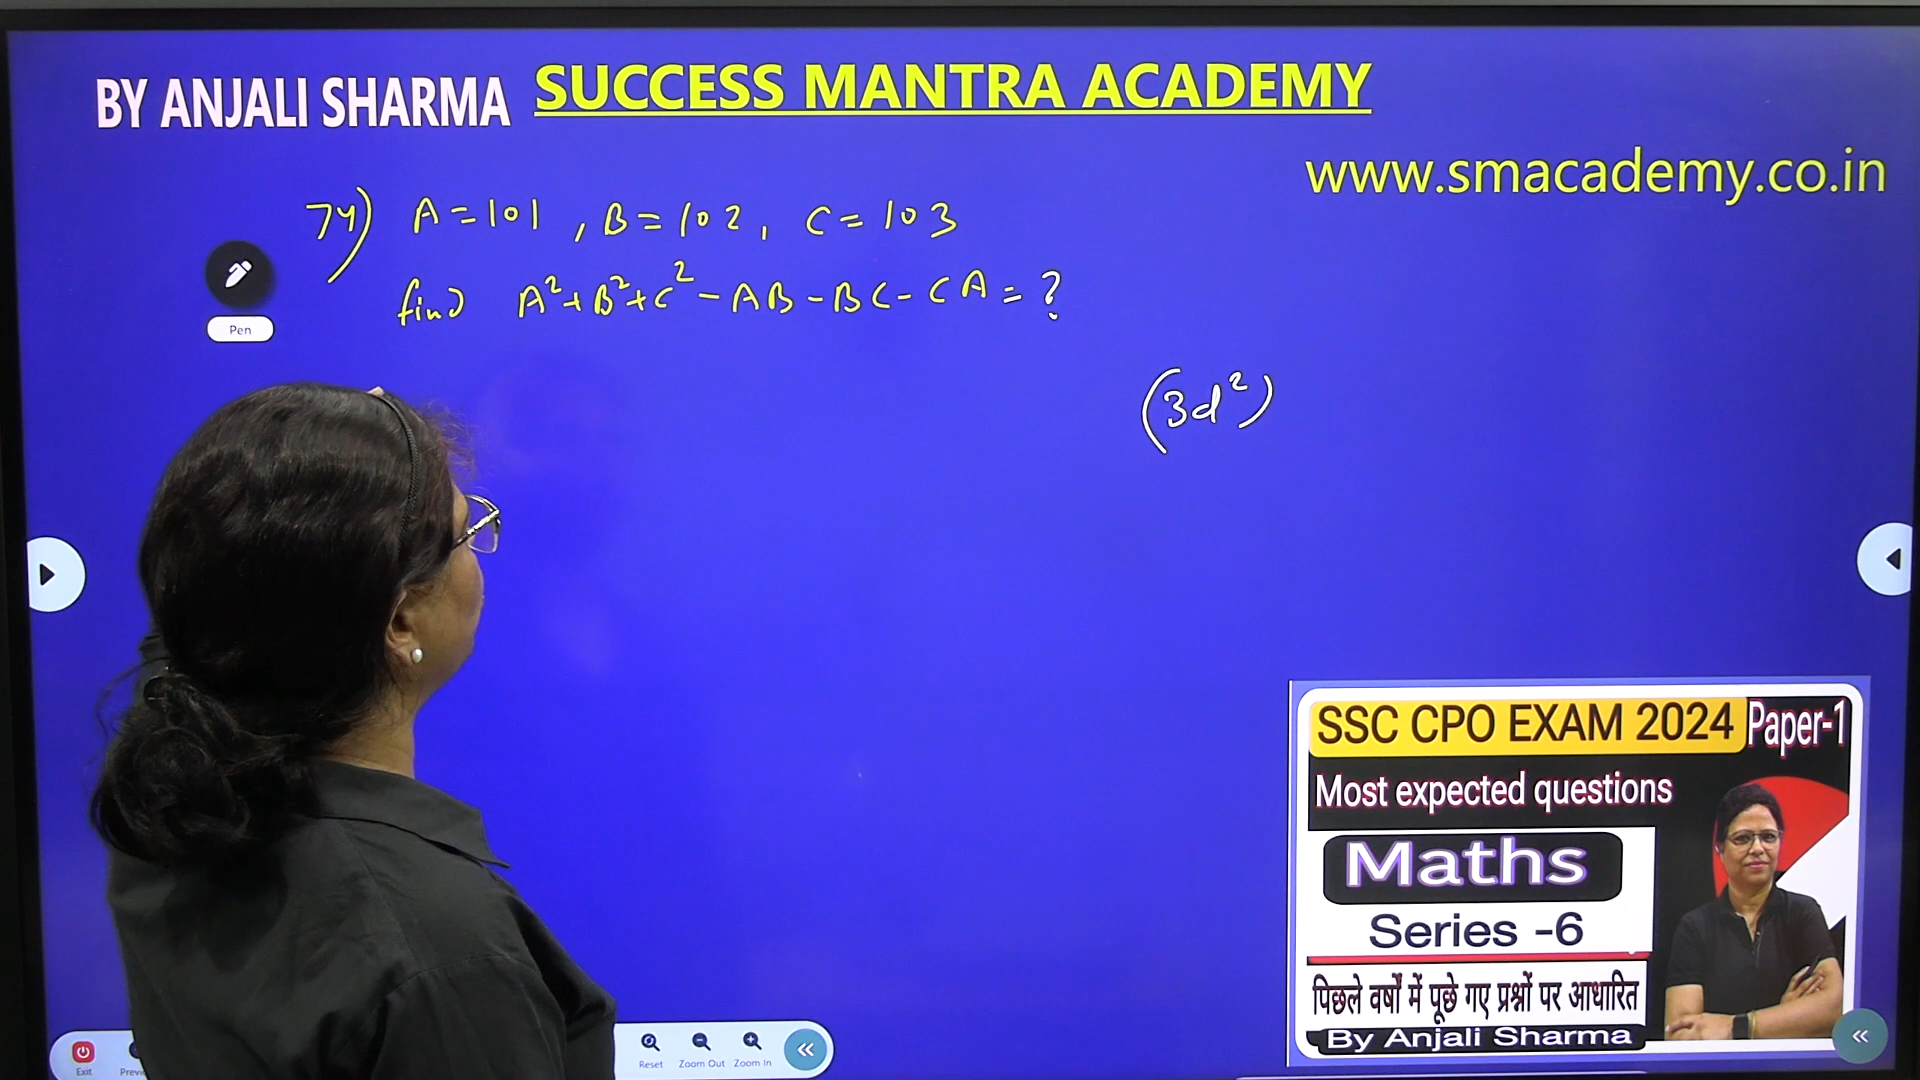 BY ANJALI SHARMA SUCCESS MANTRA ACADEMY
www.smacademy.co.in
74) A=101, B=102, C=103
find A²+B²+C²-AB-BC-CA=?
Pen
(3d²)
SSC CPO EXAM 2024 Paper-1
Most expected questions
Maths
Series -6
पिछले वर्षों में पूछे गए प्रश्नों पर आधारित
By Anjali Sharma
Exit Reset Zoom Out Zoom In